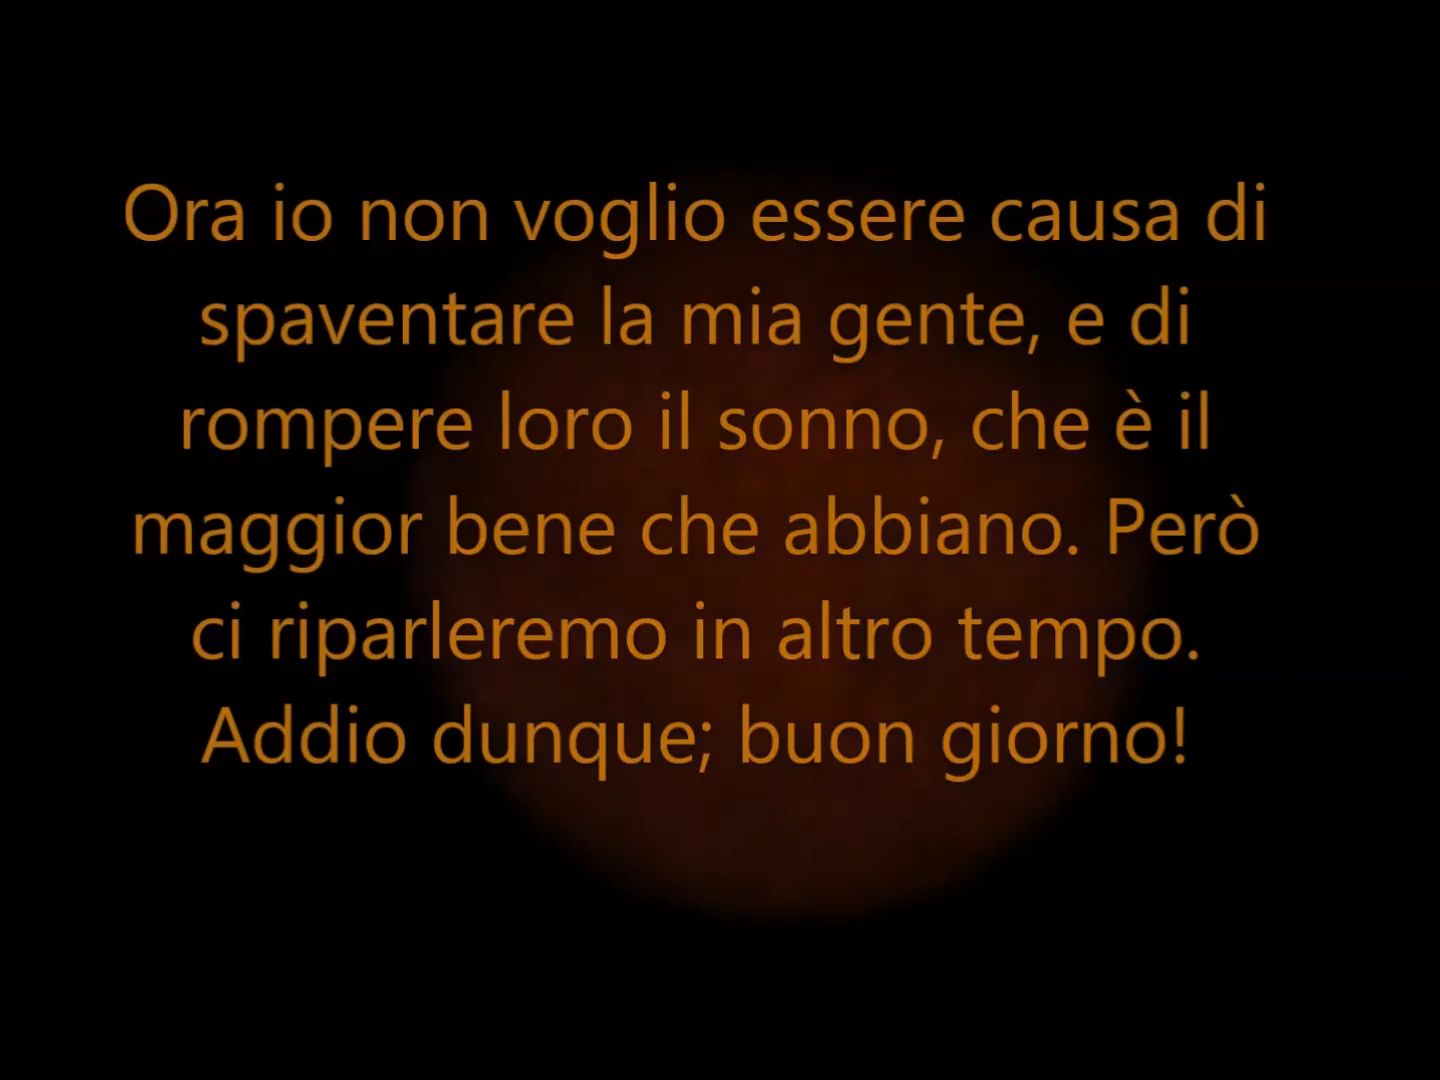 Ora io non voglio essere causa di
spaventare la mia gente, e di
rompere loro il sonno, che è il
maggior bene che abbiano. Però
ci riparleremo in altro tempo.
Addio dunque; buon giorno!